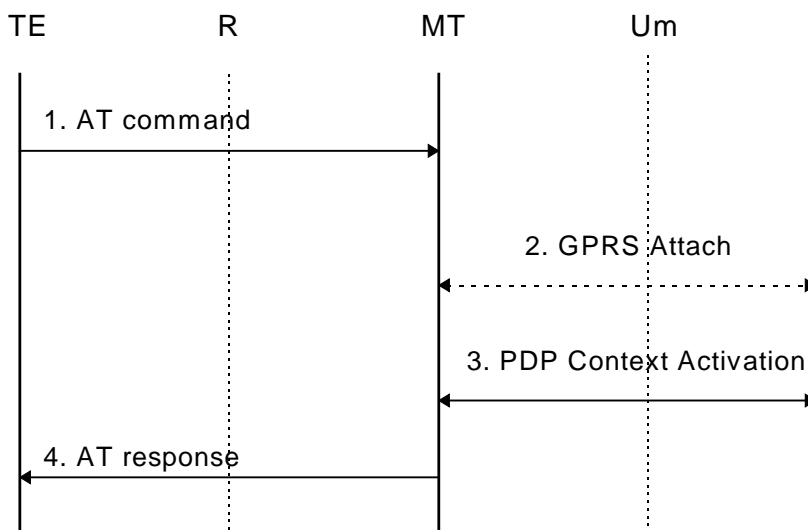 TE R MT Um
1. AT command
2. GPRS Attach
3. PDP Context Activation
4. AT response